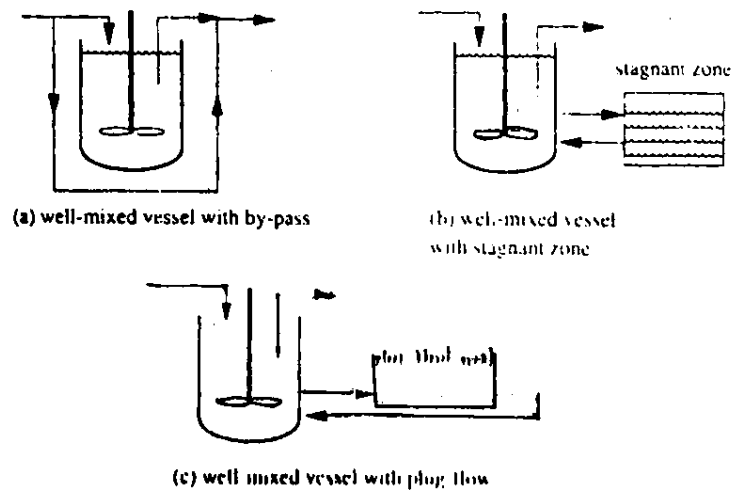 stagnant zone
(a) well-mixed vessel with by-pass
(b) well-mixed vessel
with stagnant zone
(c) well mixed vessel with plug flow